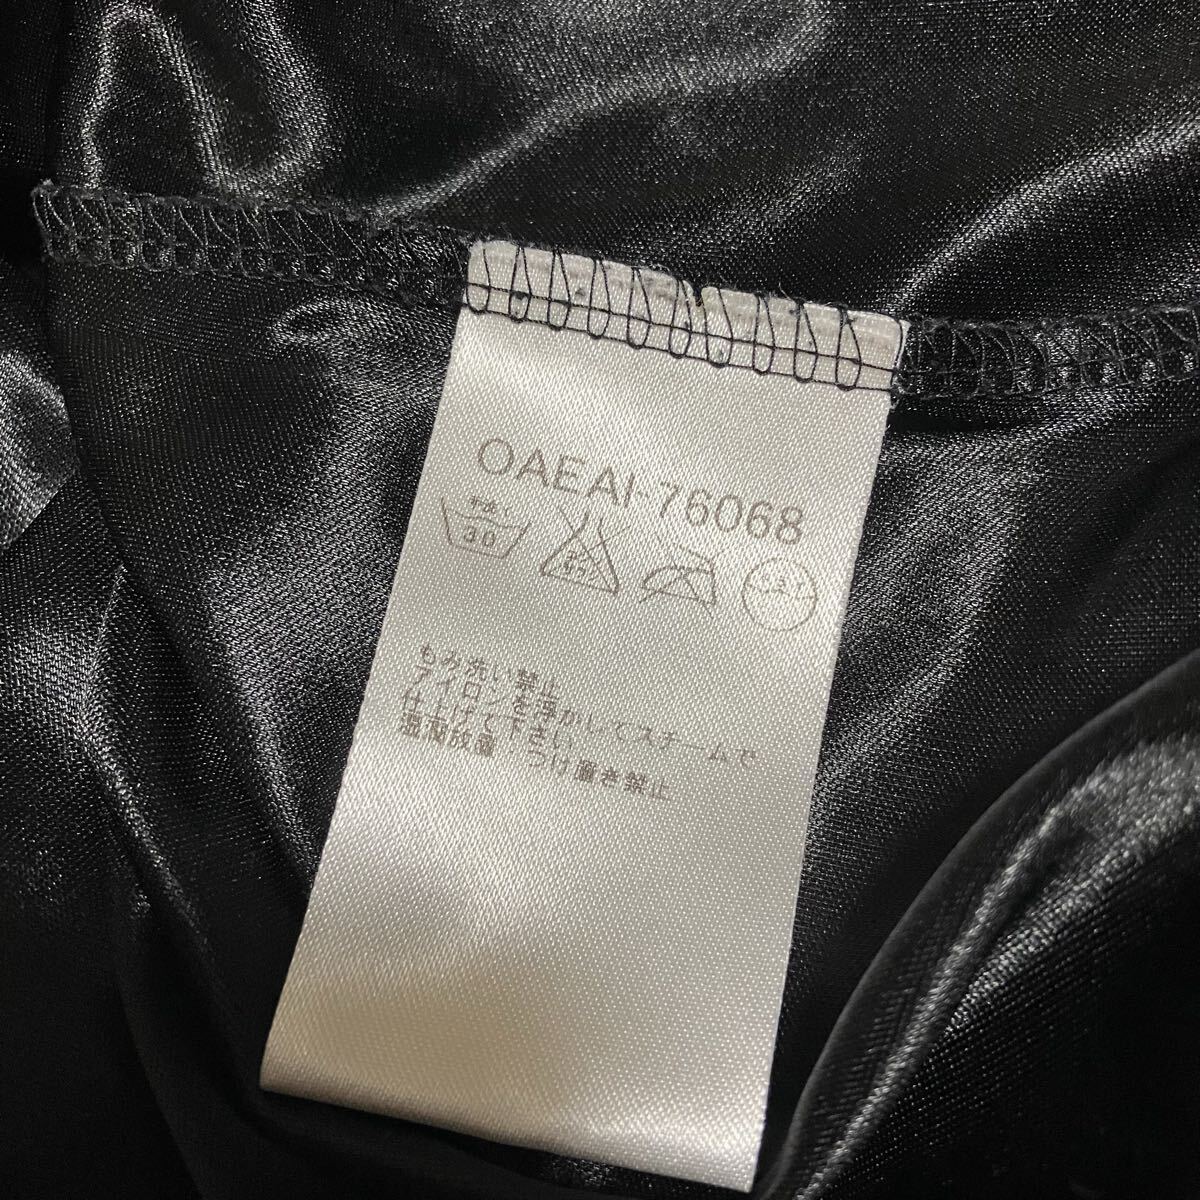 OAEAI-76068
30
もみ洗い禁止
アイロンを浮かしてスチームで
仕上げて下さい
湿潤放置・つけ置き禁止